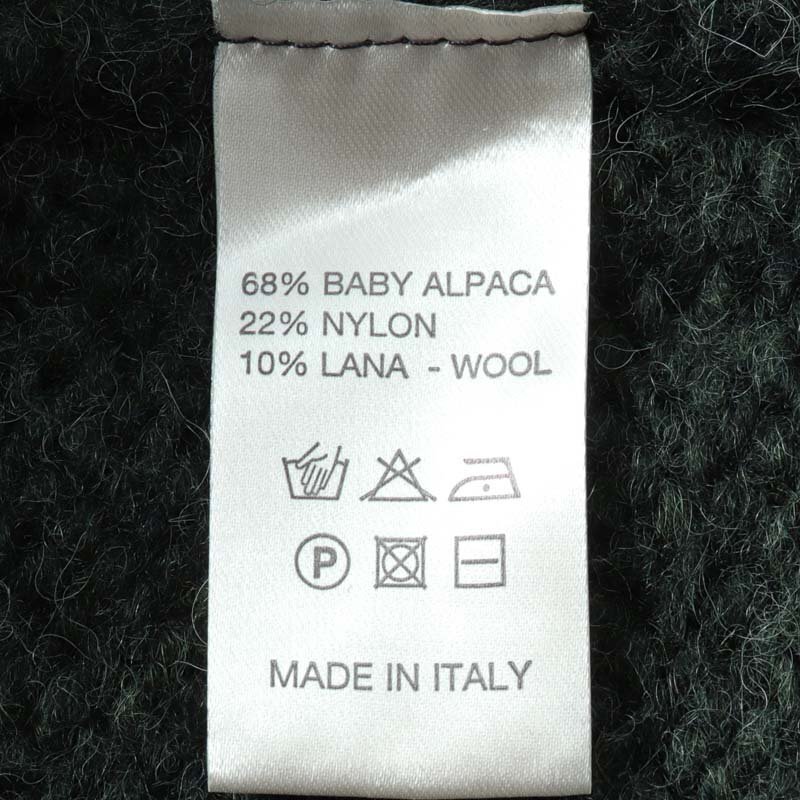 68% BABY ALPACA
22% NYLON
10% LANA - WOOL
P
MADE IN ITALY